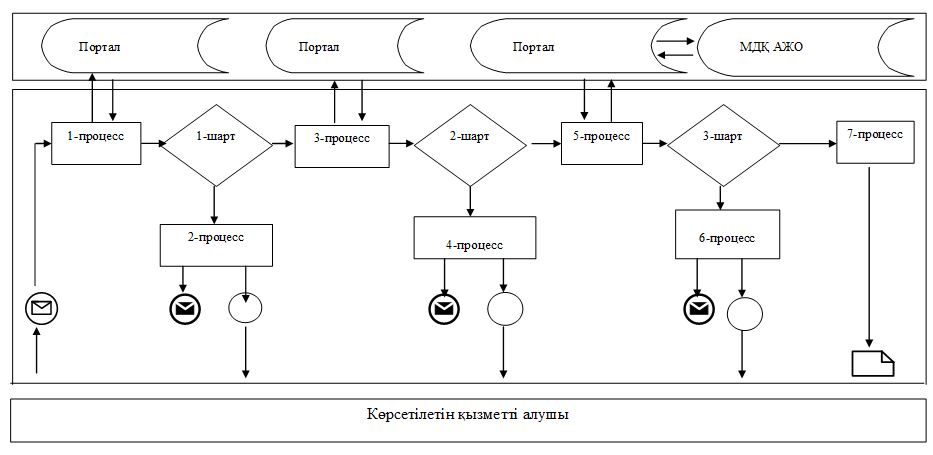 Портал
Портал
Портал
МДҚ АЖО
1-процесс
1-шарт
3-процесс
2-шарт
5-процесс
3-шарт
7-процесс
2-процесс
4-процесс
6-процесс
Көрсетілетін қызметті алушы